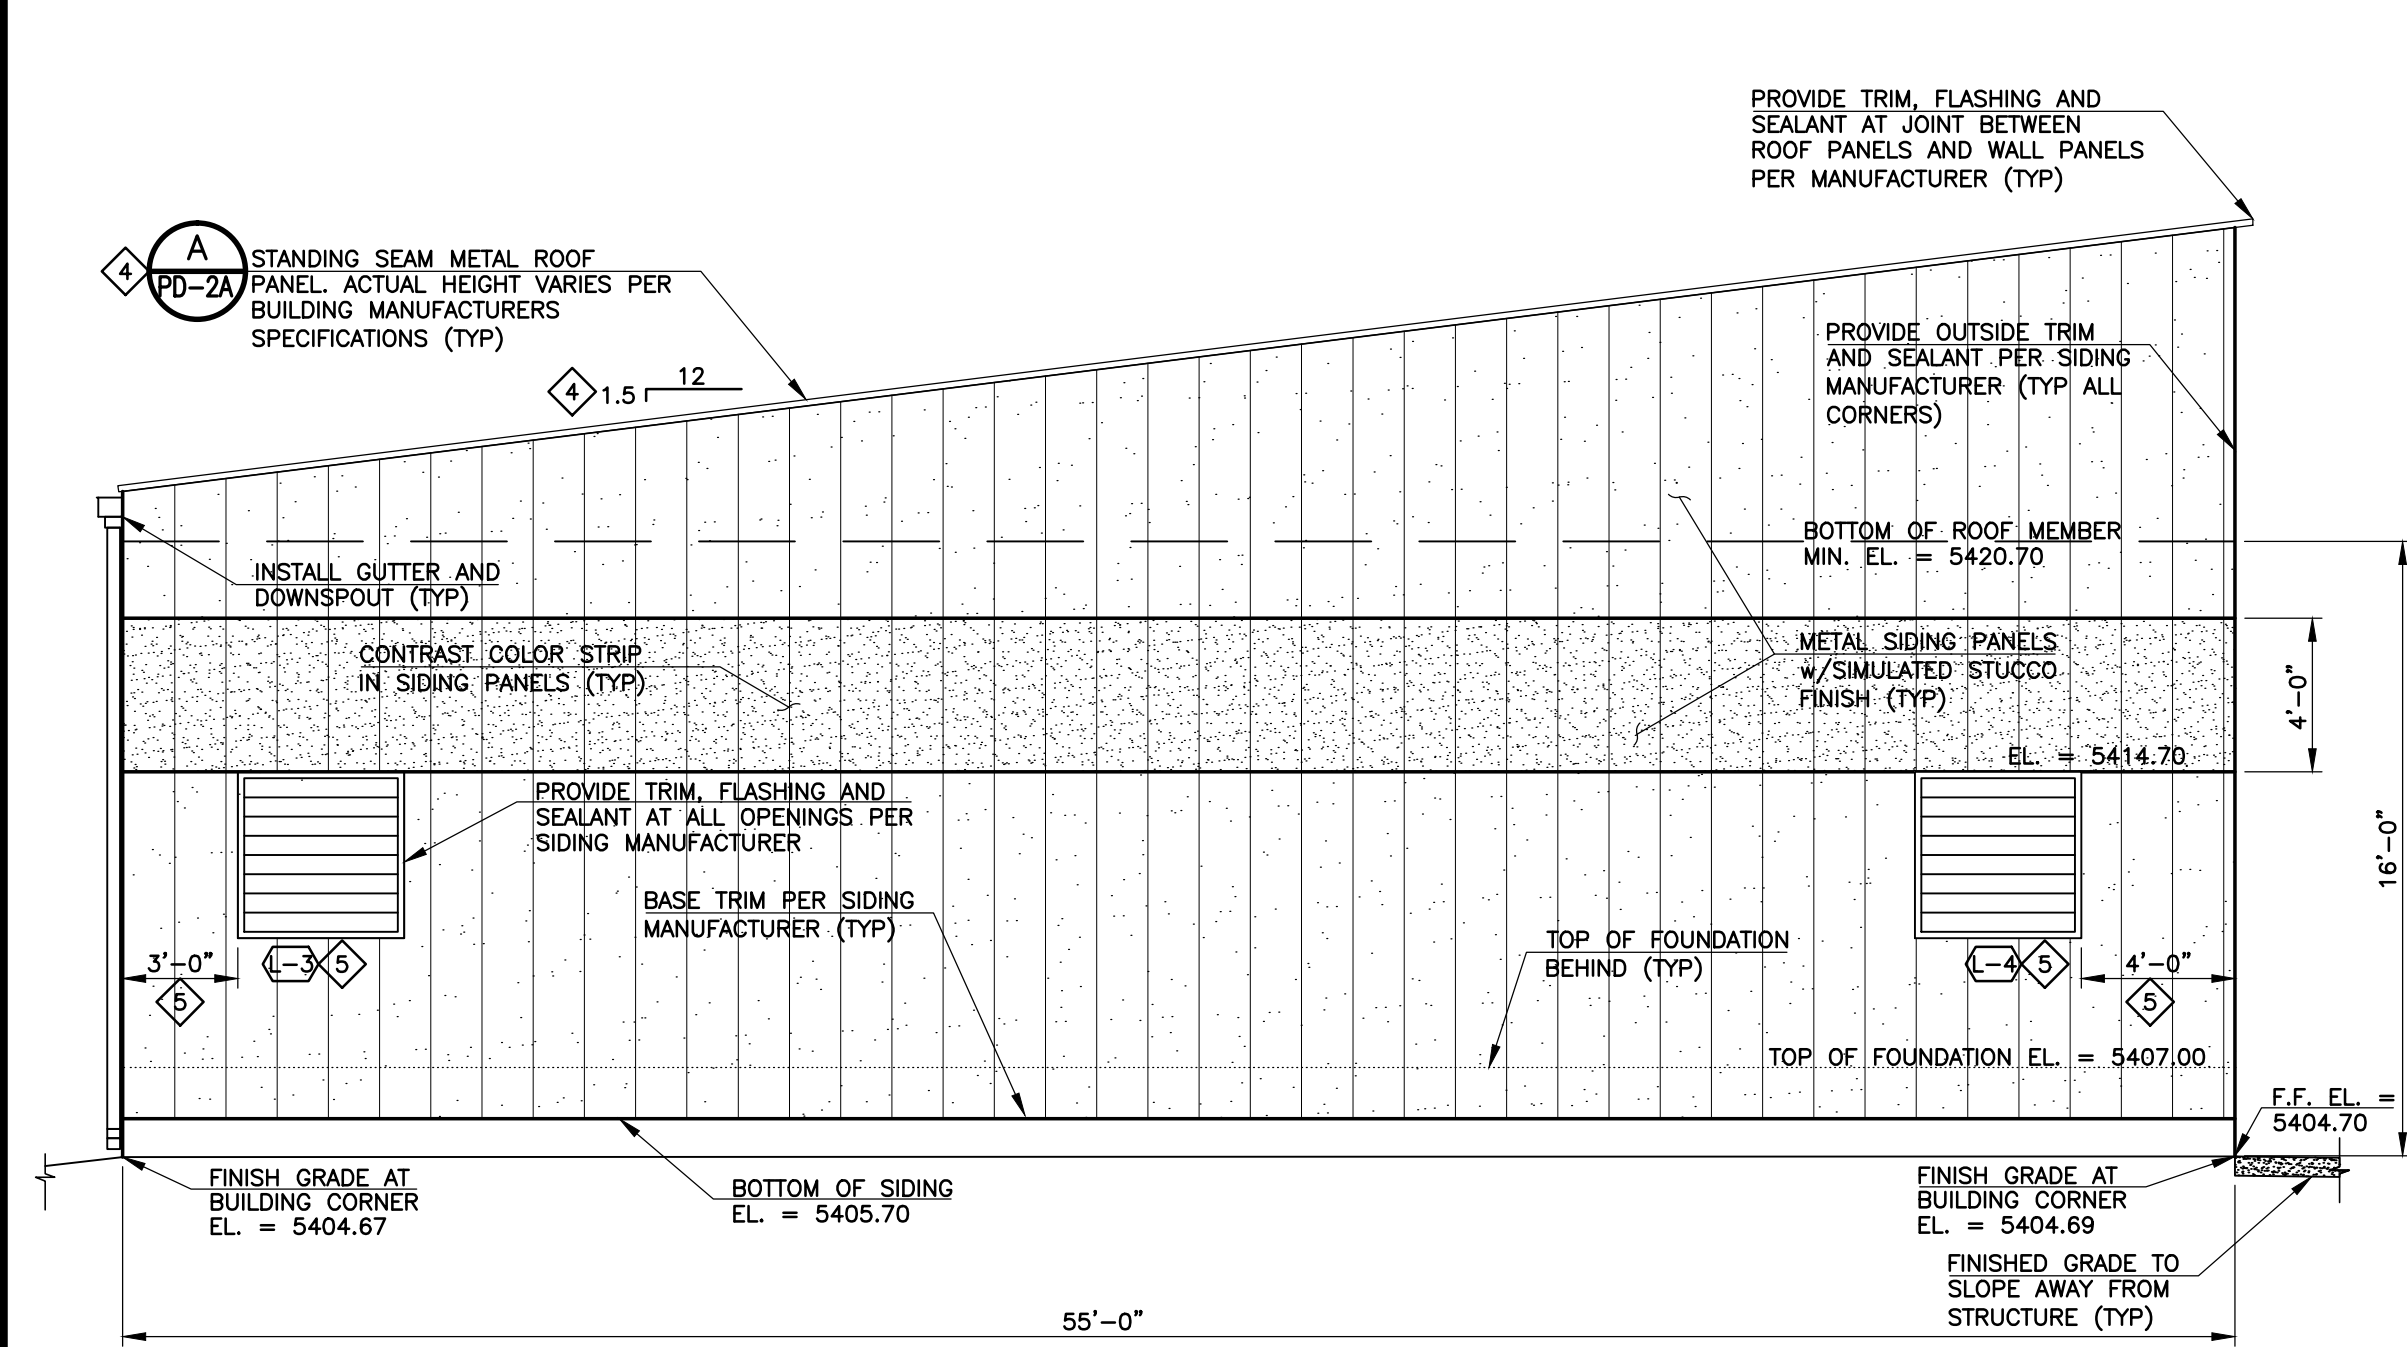 PROVIDE TRIM, FLASHING AND
SEALANT AT JOINT BETWEEN
ROOF PANELS AND WALL PANELS
PER MANUFACTURER (TYP)
4
A
PD-2A
STANDING SEAM METAL ROOF
PANEL. ACTUAL HEIGHT VARIES PER
BUILDING MANUFACTURERS
SPECIFICATIONS (TYP)
4
1.5
12
PROVIDE OUTSIDE TRIM
AND SEALANT PER SIDING
MANUFACTURER (TYP ALL
CORNERS)
BOTTOM OF ROOF MEMBER
MIN. EL. = 5420.70
INSTALL GUTTER AND
DOWNSPOUT (TYP)
CONTRAST COLOR STRIP
IN SIDING PANELS (TYP)
METAL SIDING PANELS
w/SIMULATED STUCCO
FINISH (TYP)
4'-0"
EL. = 5414.70
PROVIDE TRIM, FLASHING AND
SEALANT AT ALL OPENINGS PER
SIDING MANUFACTURER
16'-0"
BASE TRIM PER SIDING
MANUFACTURER (TYP)
TOP OF FOUNDATION
BEHIND (TYP)
3'-0"
5
L-3
5
L-4
5
4'-0"
5
TOP OF FOUNDATION EL. = 5407.00
F.F. EL. =
5404.70
FINISH GRADE AT
BUILDING CORNER
EL. = 5404.67
BOTTOM OF SIDING
EL. = 5405.70
FINISH GRADE AT
BUILDING CORNER
EL. = 5404.69
FINISHED GRADE TO
SLOPE AWAY FROM
STRUCTURE (TYP)
55'-0"